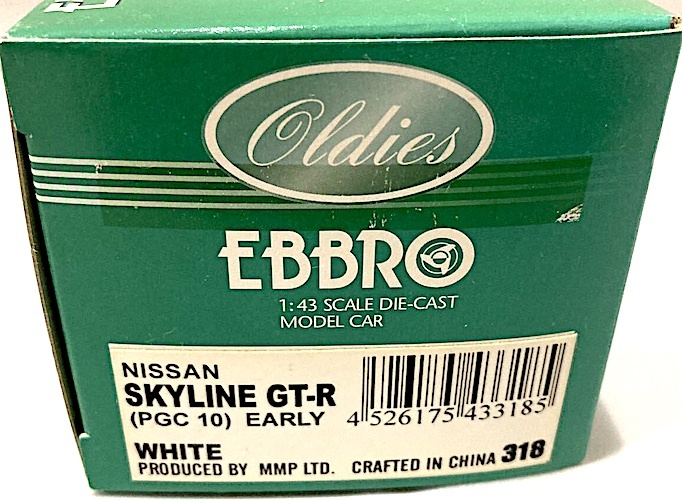 Oldies
EBBRO
1:43 SCALE DIE-CAST
MODEL CAR
NISSAN
SKYLINE GT-R
(PGC 10) EARLY
4 526175 433185
WHITE
PRODUCED BY MMP LTD. CRAFTED IN CHINA 318